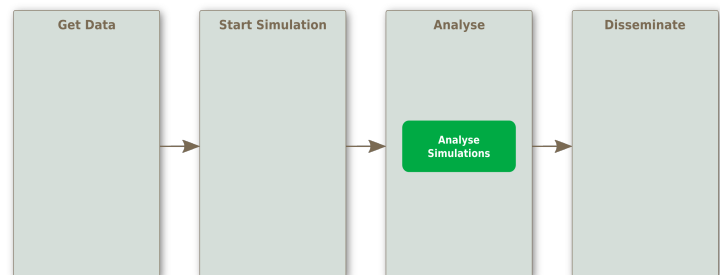 Get Data
Start Simulation
Analyse
Disseminate
Analyse
Simulations